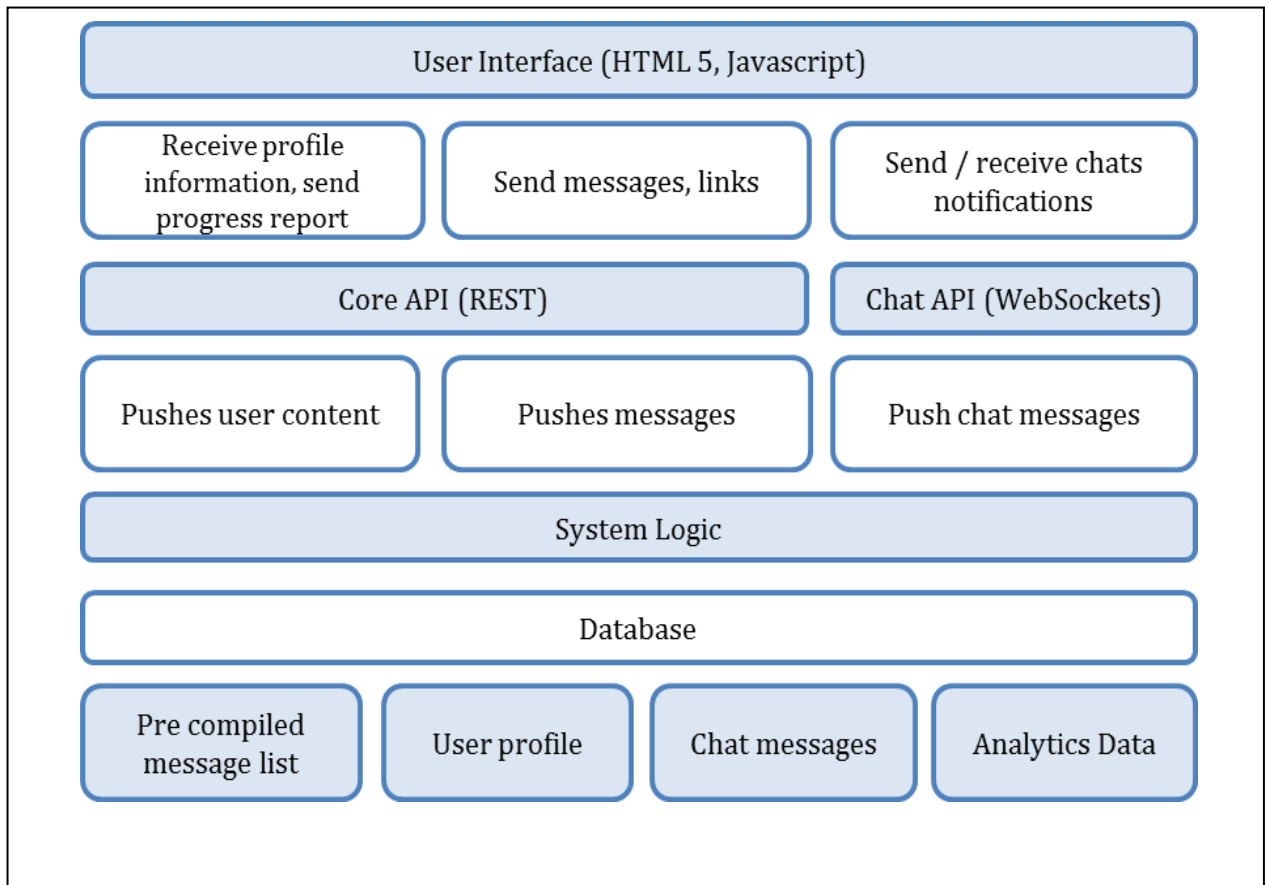 User Interface (HTML 5, Javascript)
Receive profile
information, send
progress report
Send messages, links
Send / receive chats
notifications
Core API (REST)
Chat API (WebSockets)
Pushes user content
Pushes messages
Push chat messages
System Logic
Database
Pre compiled
message list
User profile
Chat messages
Analytics Data